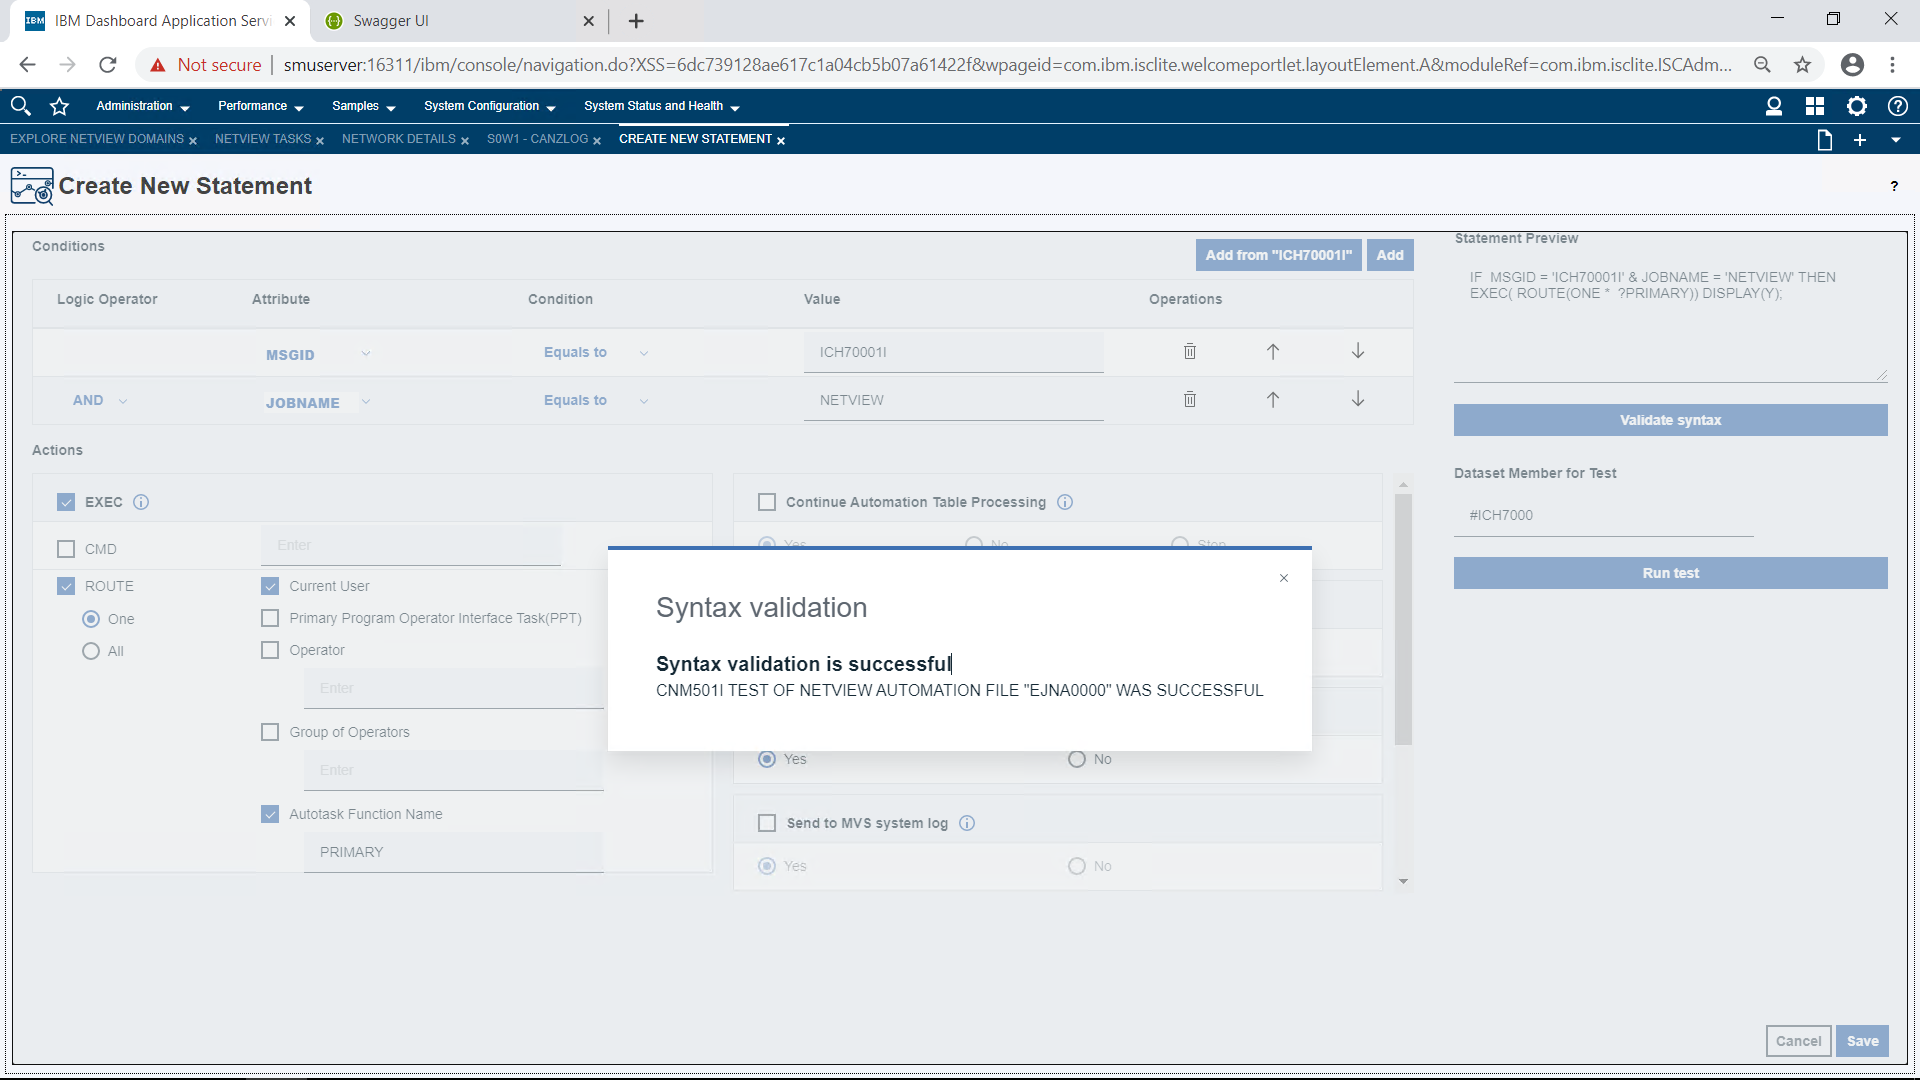 IBM IBM Dashboard Application Servi
Swagger UI
Not secure
smuserver:16311/ibm/console/navigation.do?XSS=6dc739128ae617c1a04cb5b07a61422f&wpageid=com.ibm.isclite.welcomeportlet.layoutElement.A&moduleRef=com.ibm.isclite.ISCAdm...
Administration
Performance
Samples
System Configuration
System Status and Health
EXPLORE NETVIEW DOMAINS
NETVIEW TASKS
NETWORK DETAILS
S0W1 - CANZLOG
CREATE NEW STATEMENT
Create New Statement
?
Conditions
Add from "ICH70001I"
Add
Logic Operator
Attribute
Condition
Value
Operations
MSGID
Equals to
ICH70001I
AND
JOBNAME
Equals to
NETVIEW
Statement Preview
IF MSGID = 'ICH70001I' & JOBNAME = 'NETVIEW' THEN
EXEC( ROUTE(ONE * ?PRIMARY)) DISPLAY(Y);
Validate syntax
Dataset Member for Test
#ICH7000
Run test
Actions
EXEC
CMD
Enter
ROUTE
One
All
Current User
Primary Program Operator Interface Task(PPT)
Operator
Enter
Group of Operators
Enter
Autotask Function Name
PRIMARY
Continue Automation Table Processing
Yes
No
Stop
Syntax validation
Syntax validation is successful
CNM501I TEST OF NETVIEW AUTOMATION FILE "EJNA0000" WAS SUCCESSFUL
Yes
No
Send to MVS system log
Yes
No
Cancel
Save